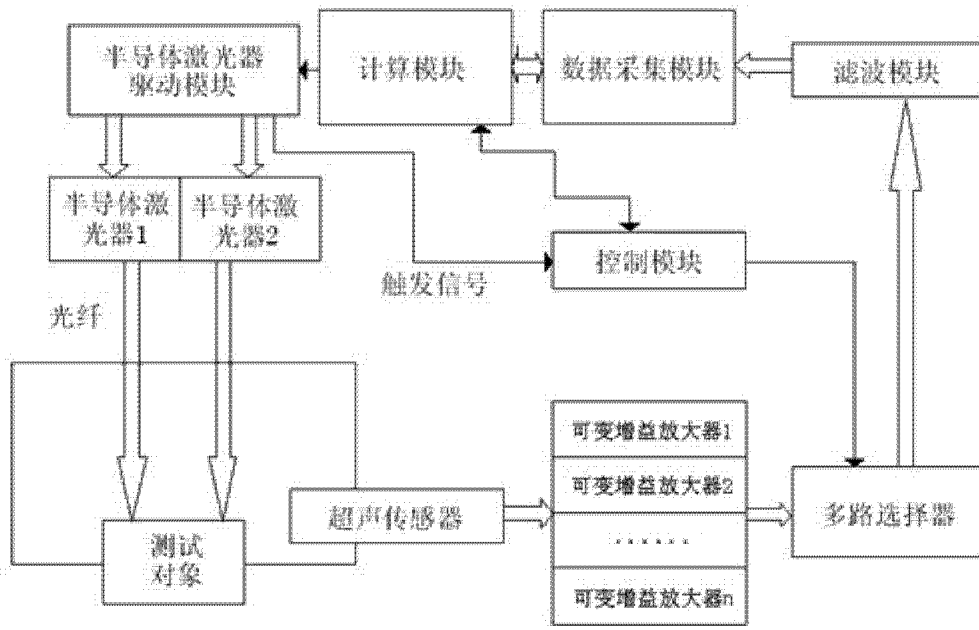 半导体激光器
驱动模块
计算模块
数据采集模块
滤波模块
半导体激
光器1
半导体激
光器2
控制模块
触发信号
光纤
可变增益放大器1
可变增益放大器2
超声传感器
多路选择器
测试
对象
......
可变增益放大器n